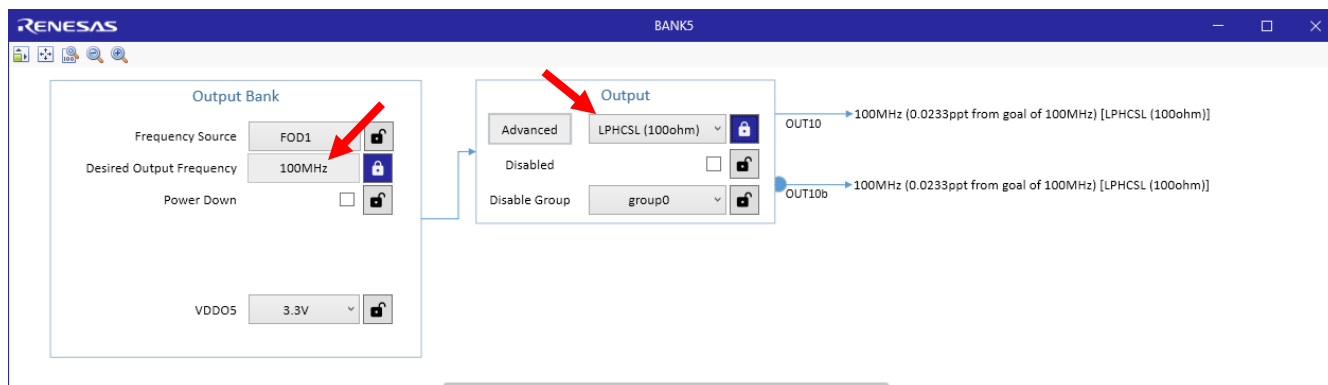 RENESAS
BANK5
100
Output Bank
Frequency Source
FOD1
Desired Output Frequency
100MHz
Power Down
VDDO5
3.3V
Output
Advanced
LPHCSL (100ohm)
Disabled
Disable Group
group0
OUT10
100MHz (0.0233ppt from goal of 100MHz) [LPHCSL (100ohm)]
OUT10b
100MHz (0.0233ppt from goal of 100MHz) [LPHCSL (100ohm)]